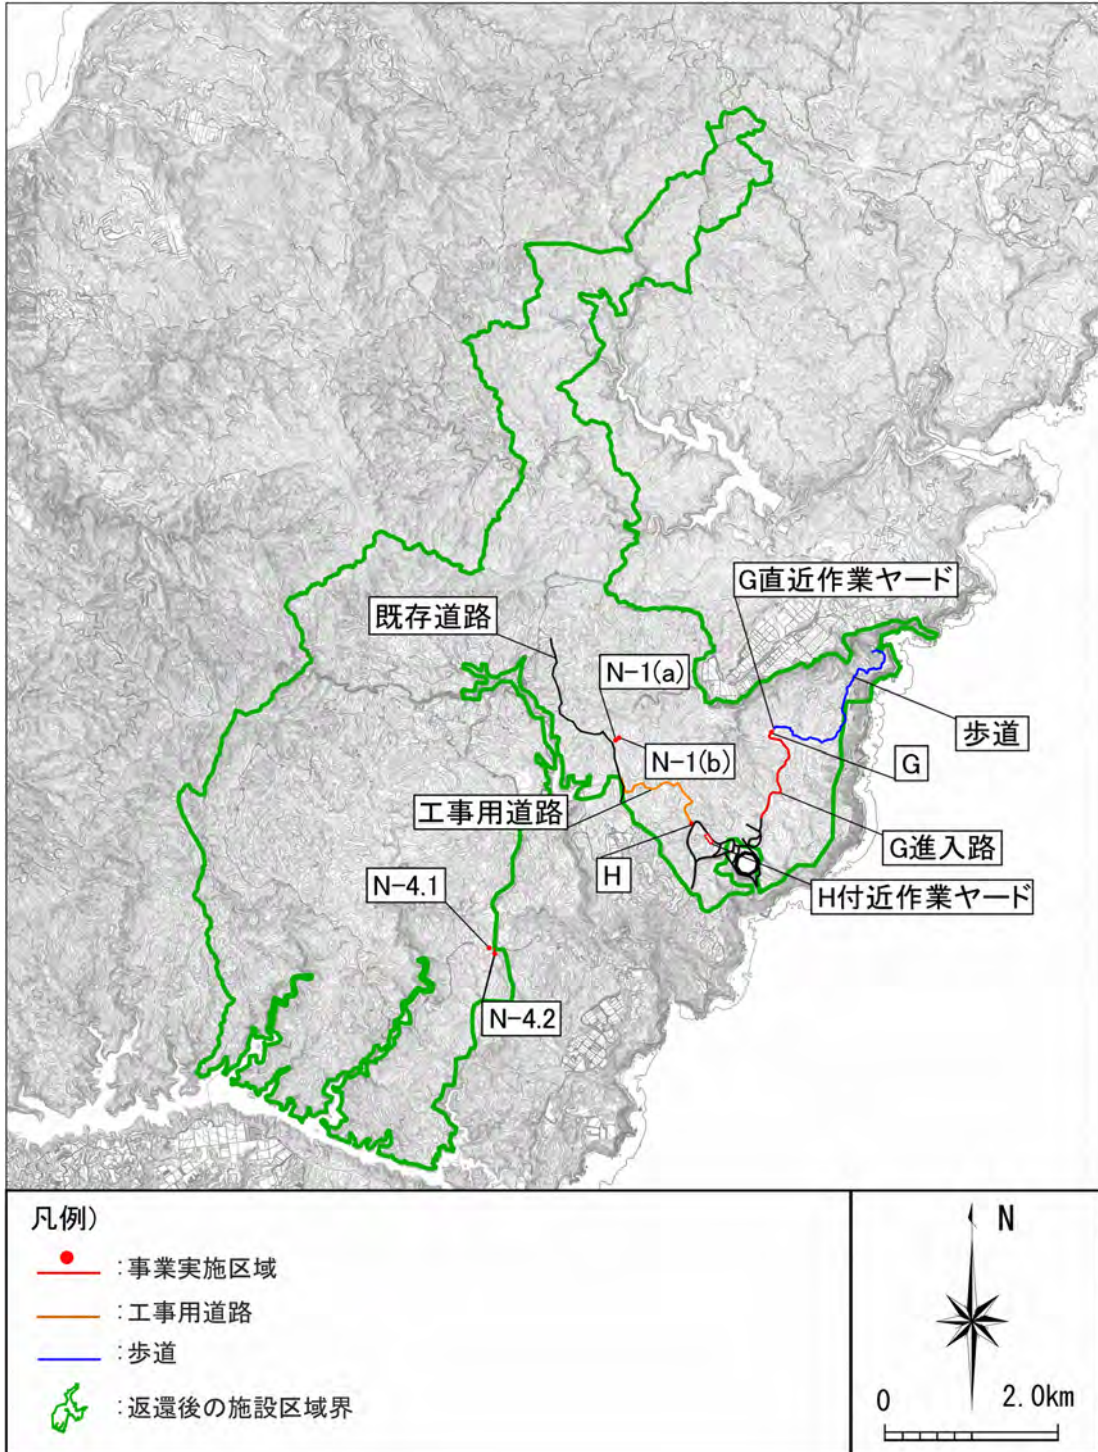 G直近作業ヤード
既存道路
N-1(a)
歩道
N-1(b)
G
工事用道路
G進入路
H
H付近作業ヤード
N-4.1
N-4.2
凡例)
:事業実施区域
:工事用道路
:歩道
:返還後の施設区域界
N
0 2.0km